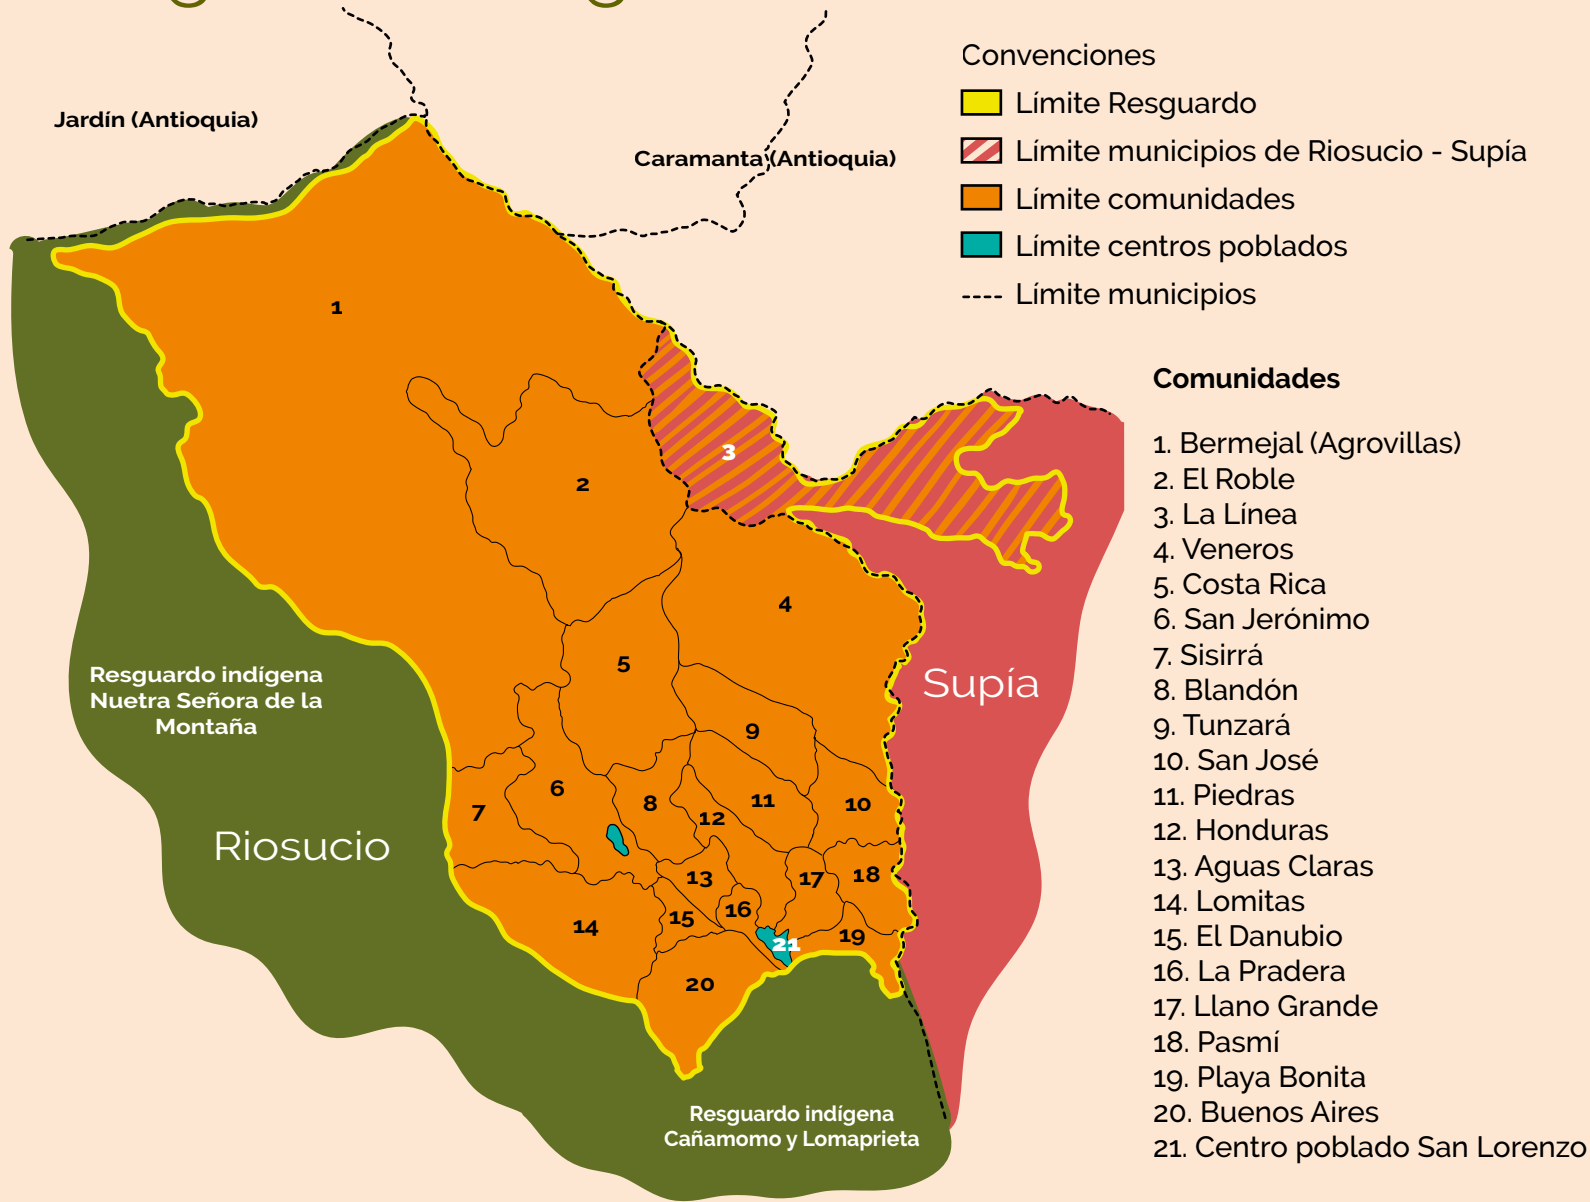 Jardín (Antioquia)
Caramanta (Antioquia)
Convenciones
Límite Resguardo
Límite municipios de Riosucio - Supía
Límite comunidades
Límite centros poblados
Límite municipios
Comunidades
1. Bermejal (Agrovillas)
2. El Roble
3. La Línea
4. Veneros
5. Costa Rica
6. San Jerónimo
7. Sisirrá
8. Blandón
9. Tunzará
10. San José
11. Piedras
12. Honduras
13. Aguas Claras
14. Lomitas
15. El Danubio
16. La Pradera
17. Llano Grande
18. Pasmí
19. Playa Bonita
20. Buenos Aires
21. Centro poblado San Lorenzo
1
2
3
4
5
6
7
8
9
10
11
12
13
14
15
16
17
18
19
20
21
Resguardo indígena
Nuetra Señora de la
Montaña
Riosucio
Supía
Resguardo indígena
Cañamomo y Lomaprieta